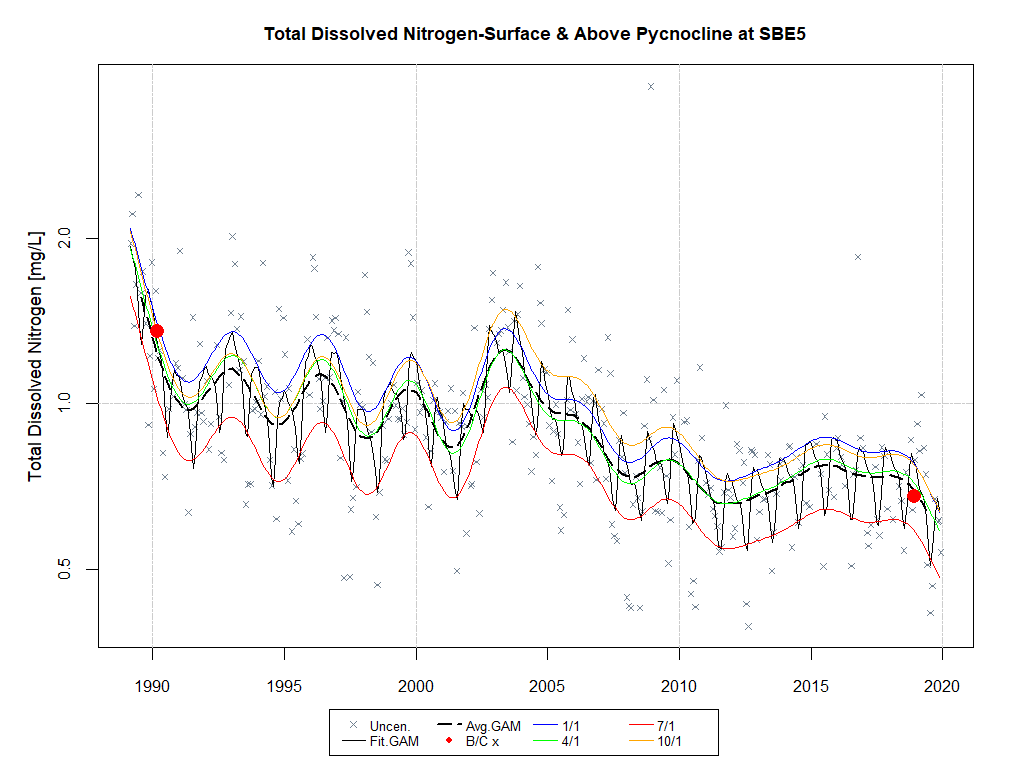 Total Dissolved Nitrogen-Surface & Above Pycnocline at SBE5
Total Dissolved Nitrogen [mg/L]
2.0
1.0
0.5
1990 1995 2000 2005 2010 2015 2020
Uncen. Avg.GAM 1/1 7/1
Fit.GAM B/C x 4/1 10/1